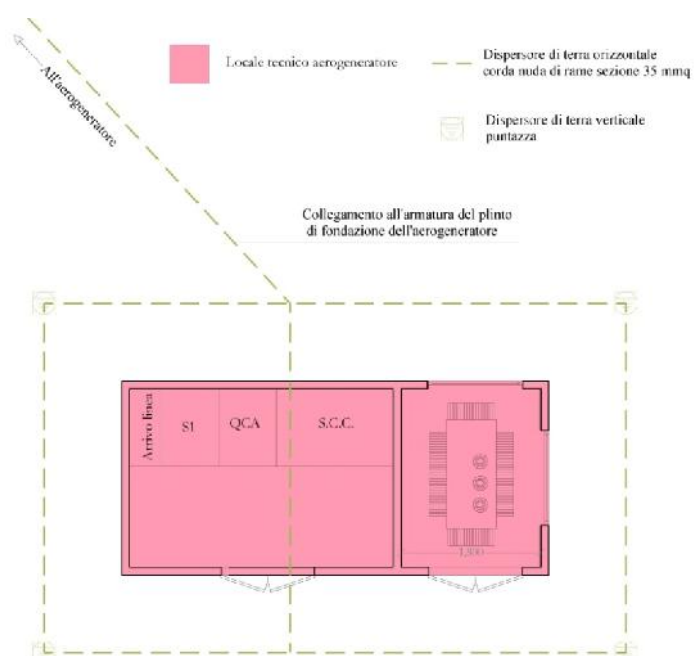 Locale tecnico aerogeneratore
Dispersore di terra orizzontale
corda nuda di rame sezione 35 mmq
All'aerogeneratore
Dispersore di terra verticale
puntazza
Collegamento all'armatura del plinto
di fondazione dell'aerogeneratore
Arrivo linea
S1
QCA
S.C.C.